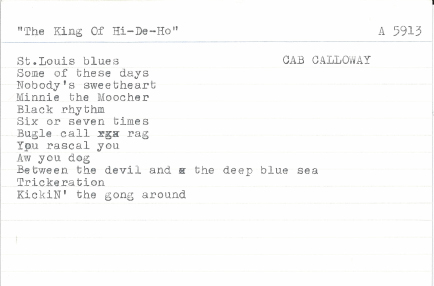 "The King Of Hi-De-Ho" A 5913
St.Louis blues CAB CALLOWAY
Some of these days
Nobody's sweetheart
Minnie the Moocher
Black rhythm
Six or seven times
Bugle call rag
You rascal you
Aw you dog
Between the devil and the deep blue sea
Trickeration
KickiN' the gong around